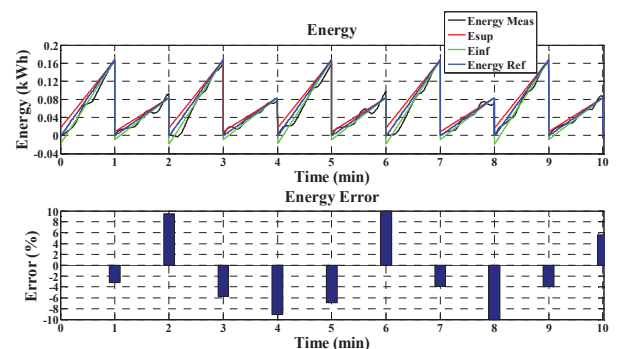 Energy
Energy Meas
Esup
Einf
Energy Ref
Energy (kWh)
0.2
0.16
0.12
0.08
0.04
0
-0.04
0 1 2 3 4 5 6 7 8 9 10
Time (min)
Energy Error
Error (%)
10
8
6
4
2
0
-2
-4
-6
-8
-10
0 1 2 3 4 5 6 7 8 9 10
Time (min)